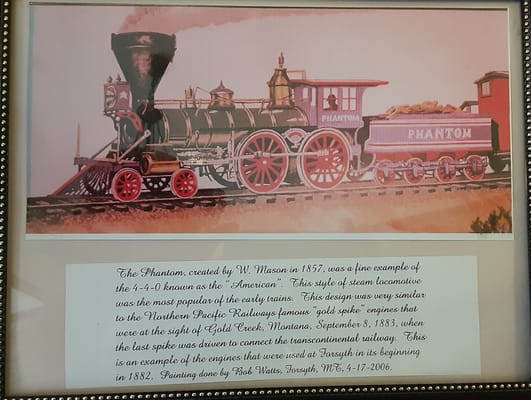 PHANTOM
PHANTOM
The Phantom, created by W. Mason in 1857, was a fine example of
the 4-4-0 known as the "American". This style of steam locomotive
was the most popular of the early trains. This design was very similar
to the Northern Pacific Railways famous "gold spike" engines that
were at the sight of Gold Creek, Montana, September 8, 1883, when
the last spike was driven to connect the transcontinental railway. This
is an example of the engines that were used at Forsyth in its beginning
in 1882. Painting done by Bob Watts, Forsyth, MT, 4-17-2006.